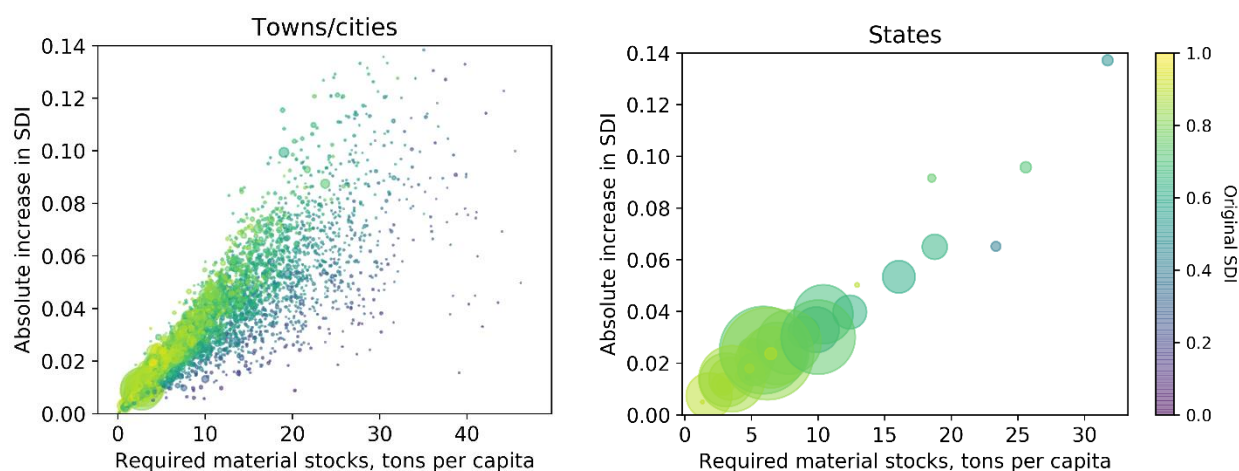 Towns/cities
Absolute increase in SDI
0.14
0.12
0.10
0.08
0.06
0.04
0.02
0.00
0 10 20 30 40
Required material stocks, tons per capita
States
Absolute increase in SDI
0.14
0.12
0.10
0.08
0.06
0.04
0.02
0.00
0 5 10 15 20 25 30
Required material stocks, tons per capita
1.0
0.8
0.6
0.4
0.2
0.0
Original SDI